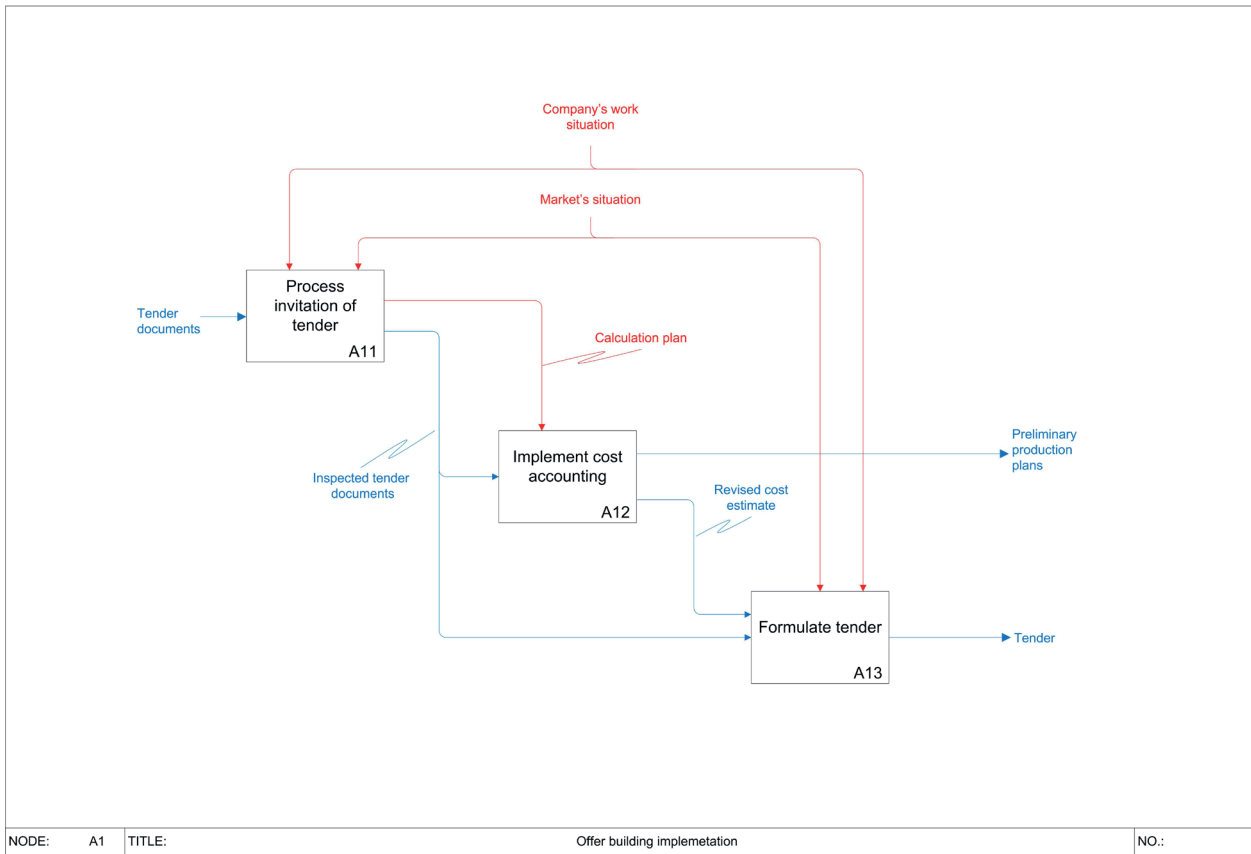 Company's work
situation
Market's situation
Process
invitation of
tender
A11
Tender
documents
Calculation plan
Implement cost
accounting
A12
Inspected tender
documents
Preliminary
production
plans
Revised cost
estimate
Formulate tender
A13
Tender
NODE: A1 TITLE: Offer building implemetation NO.: